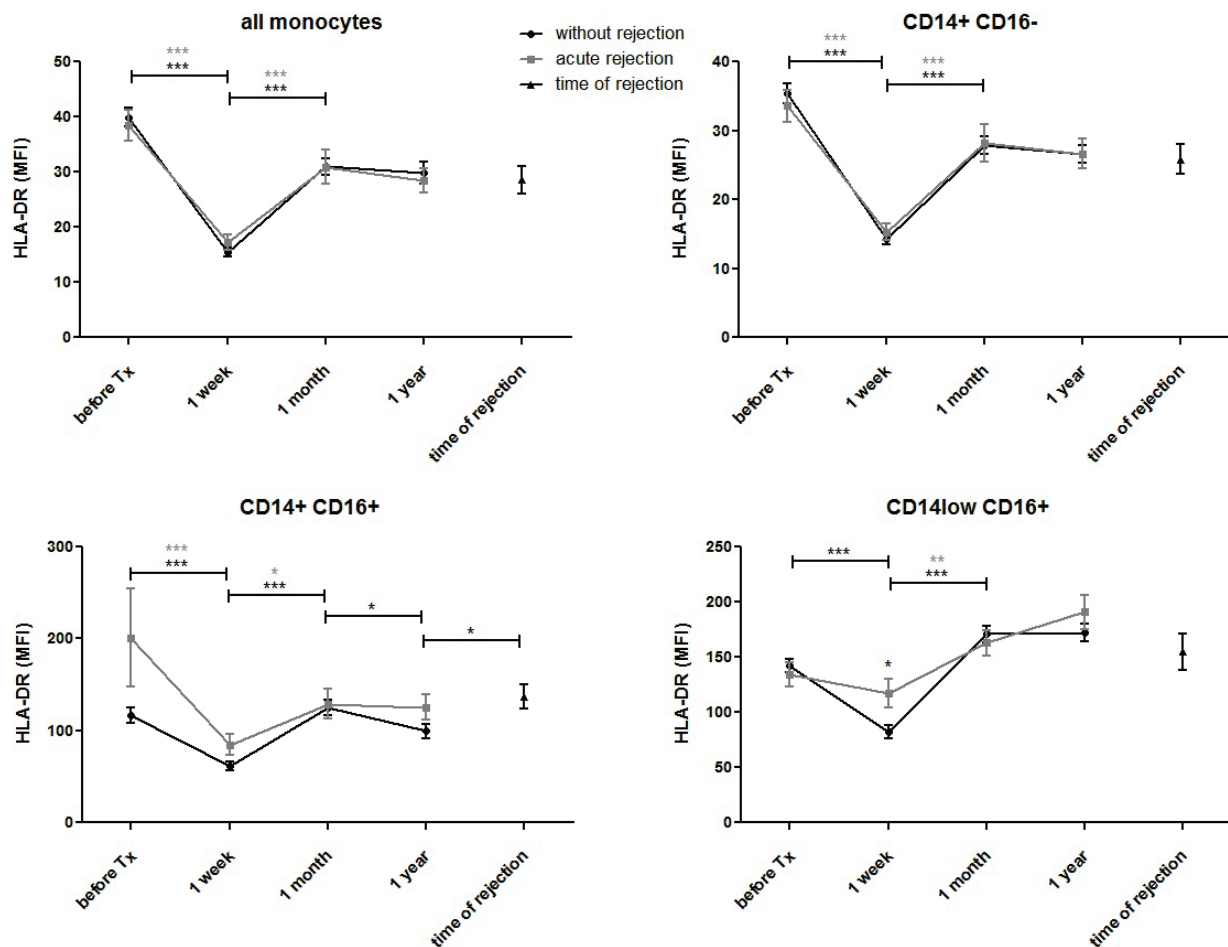 all monocytes
without rejection
acute rejection
time of rejection
HLA-DR (MFI)
50
40
30
20
10
0
***
***
***
***
before Tx
1 week
1 month
1 year
time of rejection
CD14+ CD16-
HLA-DR (MFI)
40
30
20
10
0
***
***
***
***
before Tx
1 week
1 month
1 year
time of rejection
CD14+ CD16+
HLA-DR (MFI)
300
200
100
0
***
***
*
***
*
*
before Tx
1 week
1 month
1 year
time of rejection
CD14low CD16+
HLA-DR (MFI)
250
200
150
100
50
0
***
**
***
*
before Tx
1 week
1 month
1 year
time of rejection